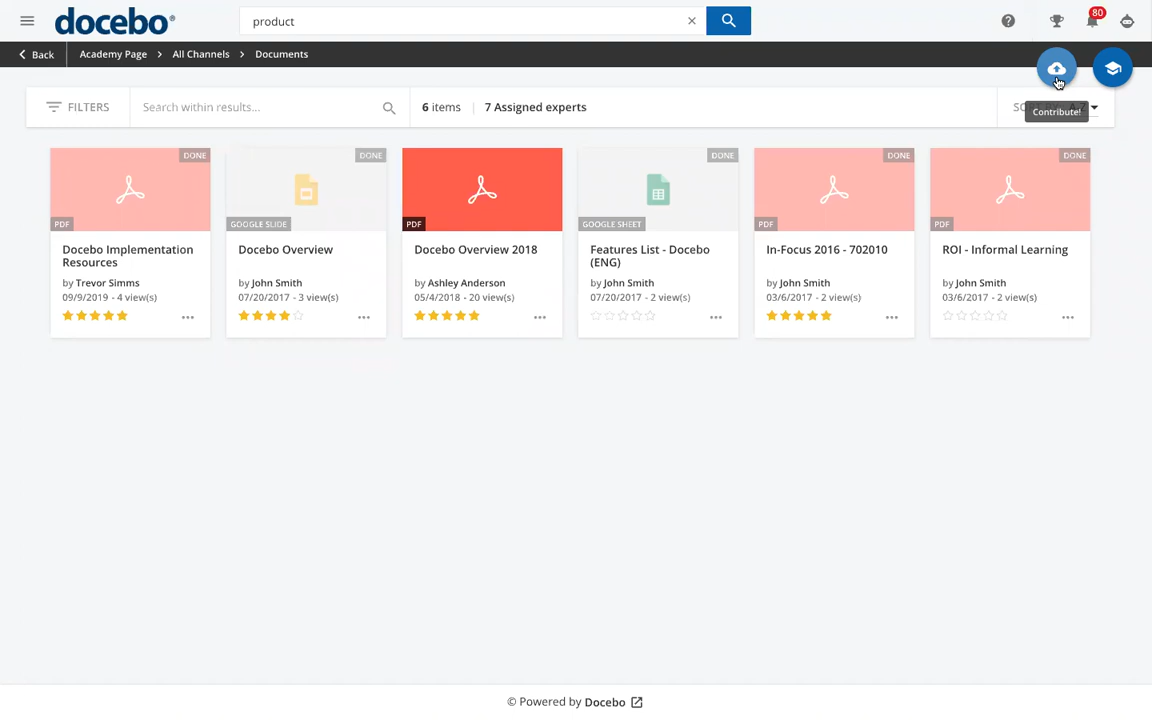 docebo®
product
80
Back
Academy Page
All Channels
Documents
FILTERS
Search within results...
6 items
7 Assigned experts
Contribute!
DONE
PDF
Docebo Implementation
Resources
by Trevor Simms
09/9/2019 - 4 view(s)
DONE
GOOGLE SLIDE
Docebo Overview
by John Smith
07/20/2017 - 3 view(s)
PDF
Docebo Overview 2018
by Ashley Anderson
05/4/2018 - 20 view(s)
DONE
GOOGLE SHEET
Features List - Docebo
(ENG)
by John Smith
07/20/2017 - 2 view(s)
DONE
PDF
In-Focus 2016 - 702010
by John Smith
03/6/2017 - 2 view(s)
DONE
PDF
ROI - Informal Learning
by John Smith
03/6/2017 - 2 view(s)
© Powered by Docebo